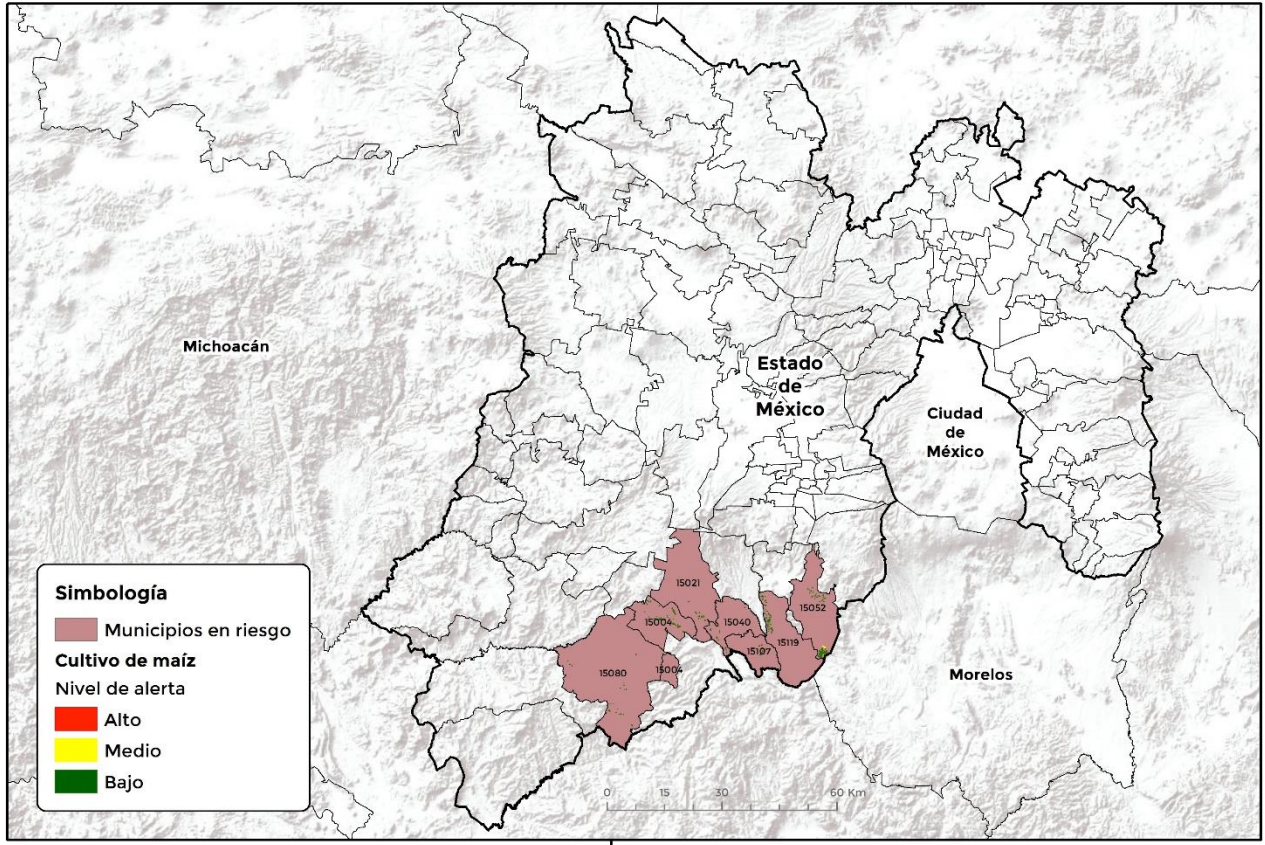 Michoacán
Estado
de
México
Ciudad
de
México
Morelos
15021
15004
15040
15052
15119
15107
15080
15004
Simbología
Municipios en riesgo
Cultivo de maíz
Nivel de alerta
Alto
Medio
Bajo
0 15 30 60 Km